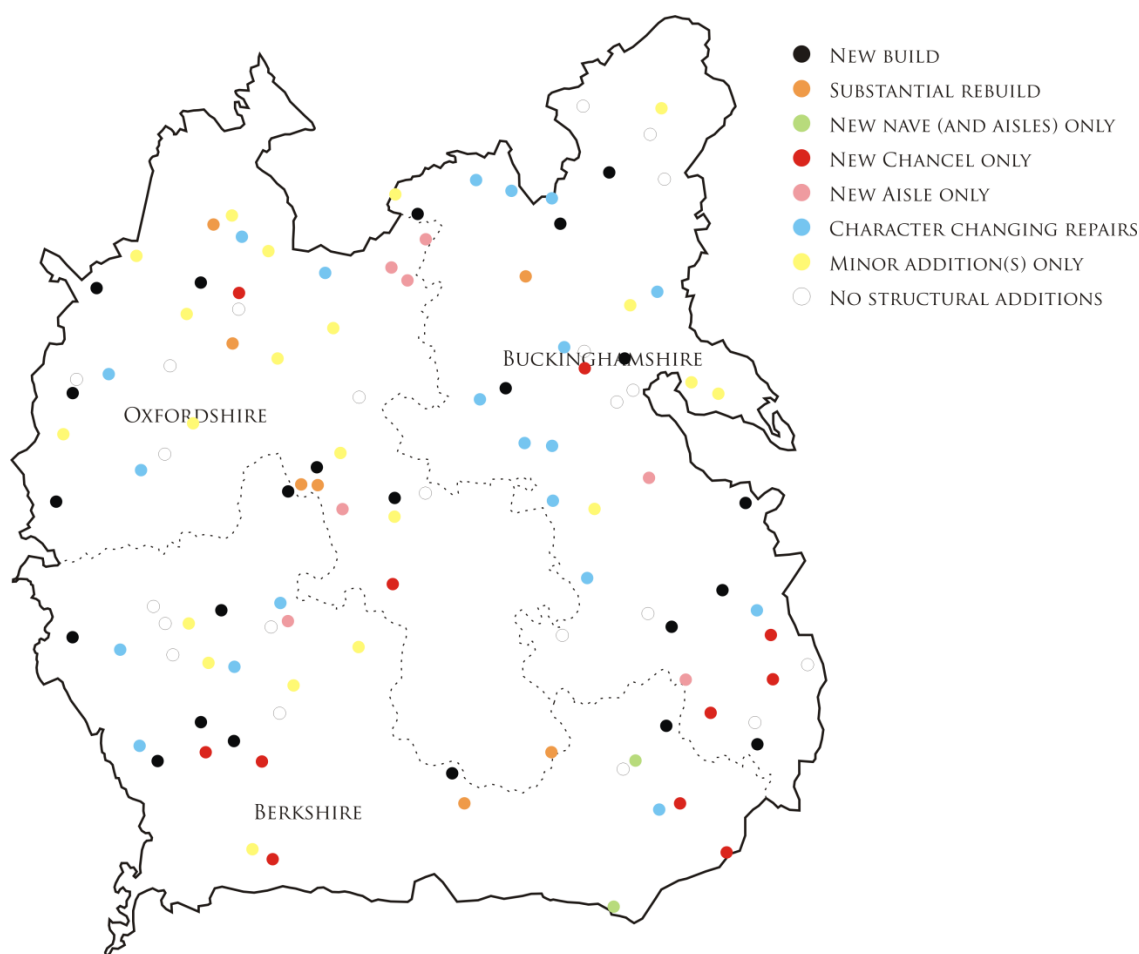 New build
Substantial rebuild
New nave (and aisles) only
New Chancel only
New Aisle only
Character changing repairs
Minor addition(s) only
No structural additions
Buckinghamshire
Oxfordshire
Berkshire